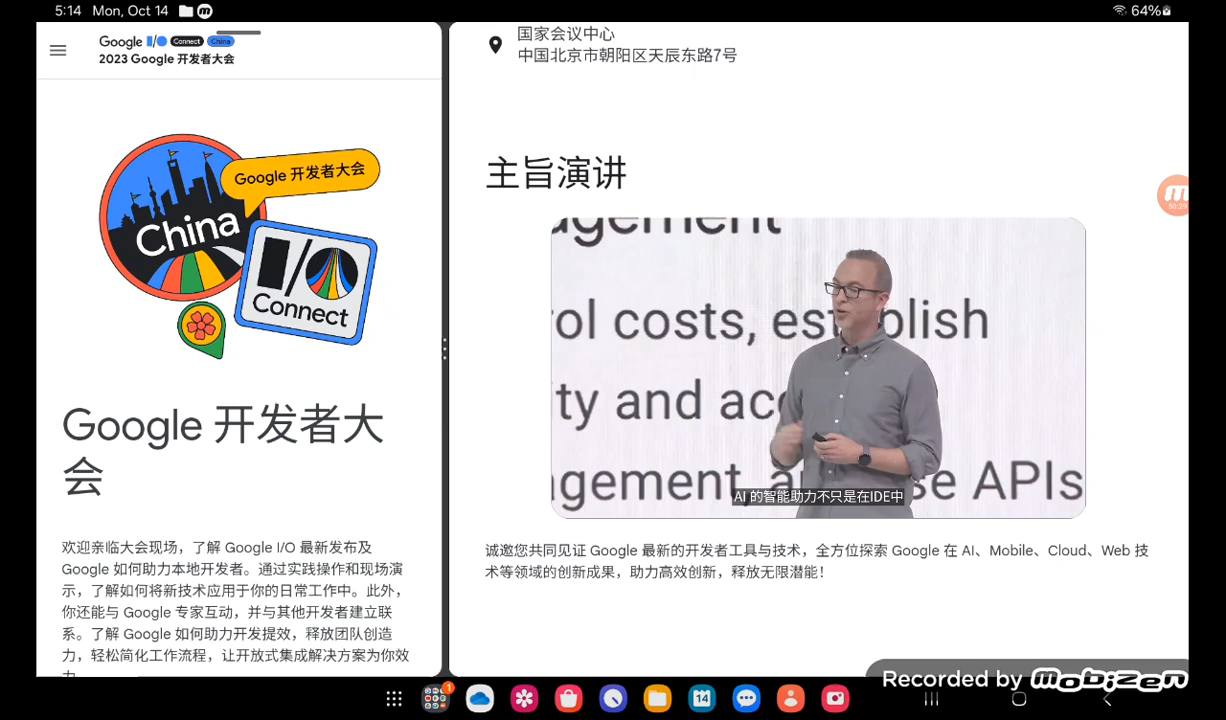 5:14 Mon, Oct 14
64%
Google I/O Connect China
2023 Google 开发者大会
Google 开发者大会
China
I/O
Connect
Google 开发者大
会
欢迎亲临大会现场，了解 Google I/O 最新发布及
Google 如何助力本地开发者。通过实践操作和现场演
示，了解如何将新技术应用于你的日常工作中。此外，
你还能与 Google 专家互动，并与其他开发者建立联
系。了解 Google 如何助力开发提效，释放团队创造
力，轻松简化工作流程，让开放式集成解决方案为你效
力
国家会议中心
中国北京市朝阳区天辰东路7号
主旨演讲
agement
rol costs, establish
ty and acc
agement, a se APIs
AI 的智能助力不只是在IDE中
诚邀您共同见证 Google 最新的开发者工具与技术，全方位探索 Google 在 AI、Mobile、Cloud、Web 技
术等领域的创新成果，助力高效创新，释放无限潜能！
1
14
Recorded by mobizen